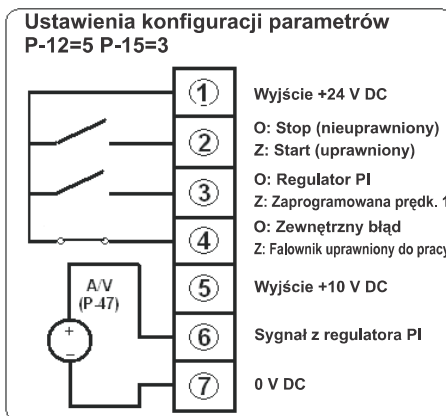 Ustawienia konfiguracji parametrów
P-12=5 P-15=3
1
Wyjście +24 V DC
2
O: Stop (nieuprawniony)
Z: Start (uprawniony)
3
O: Regulator PI
Z: Zaprogramowana prędk. 1
4
O: Zewnętrzny błąd
Z: Falownik uprawniony do pracy
5
Wyjście +10 V DC
A/V
(P-47)
+
−
6
Sygnał z regulatora PI
7
0 V DC